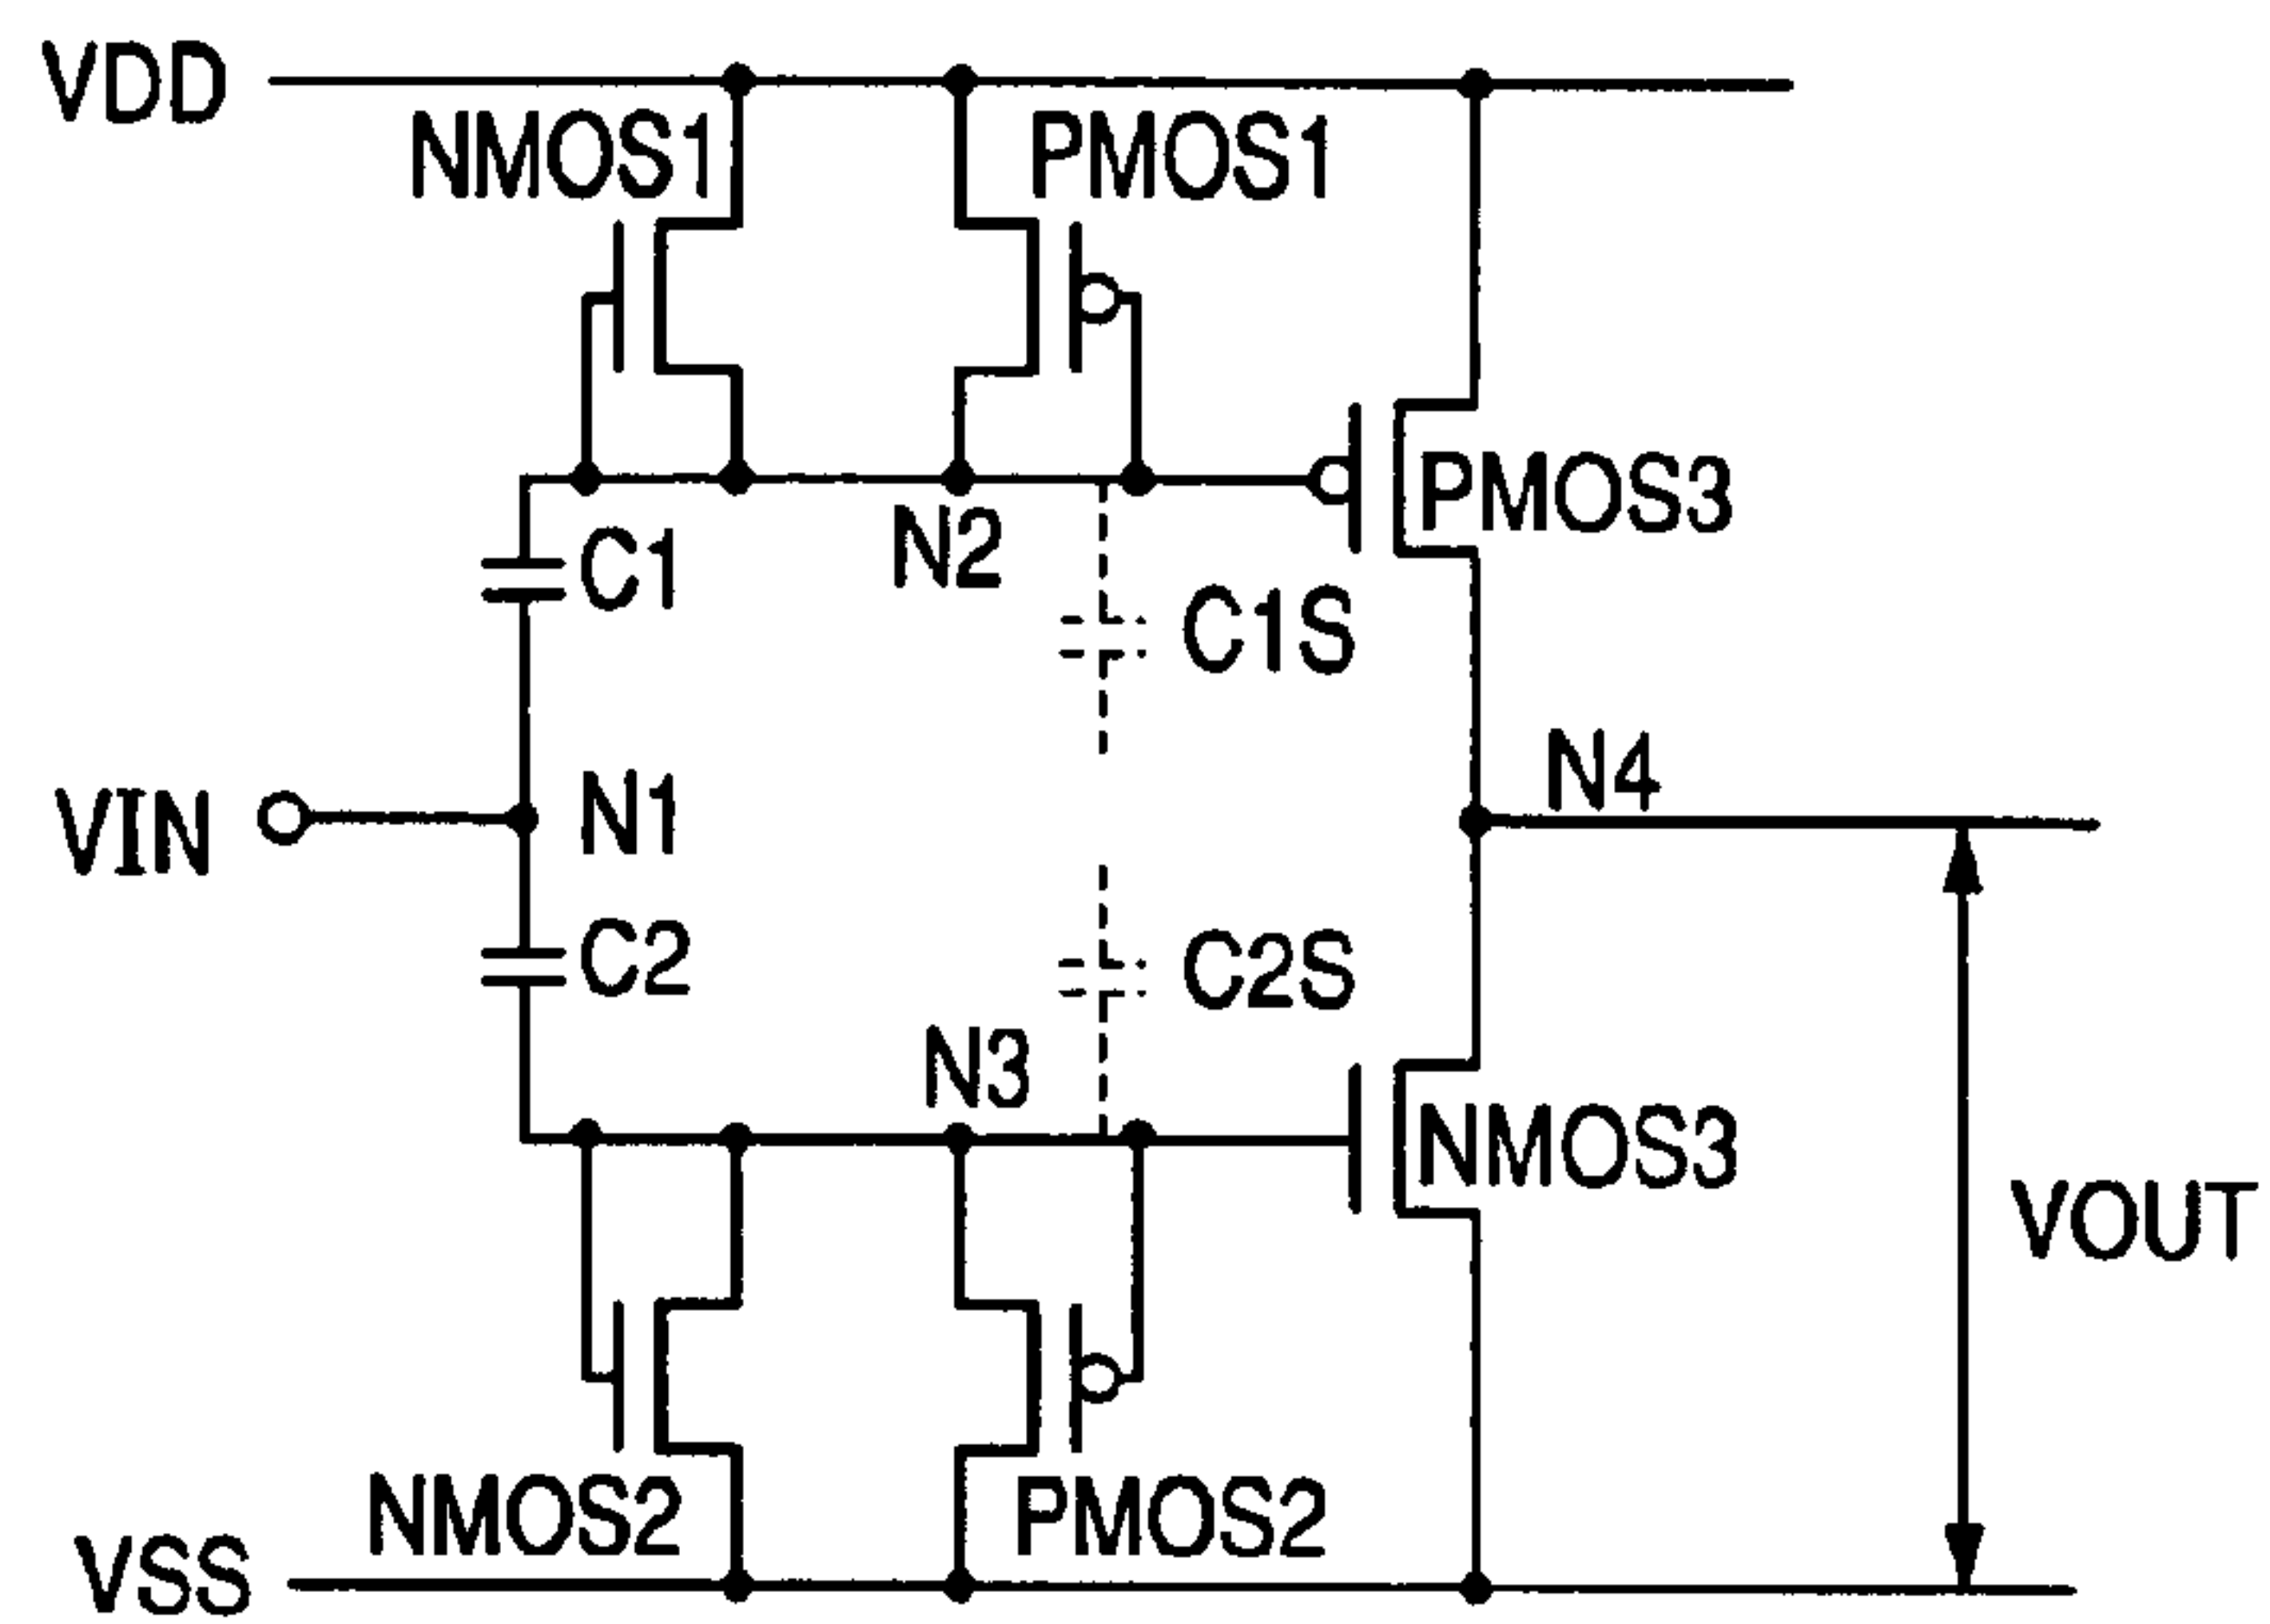 VDD
NMOS1
PMOS1
PMOS3
N2
C1
C1S
N4
VIN
N1
C2
C2S
N3
NMOS3
VOUT
NMOS2
PMOS2
VSS